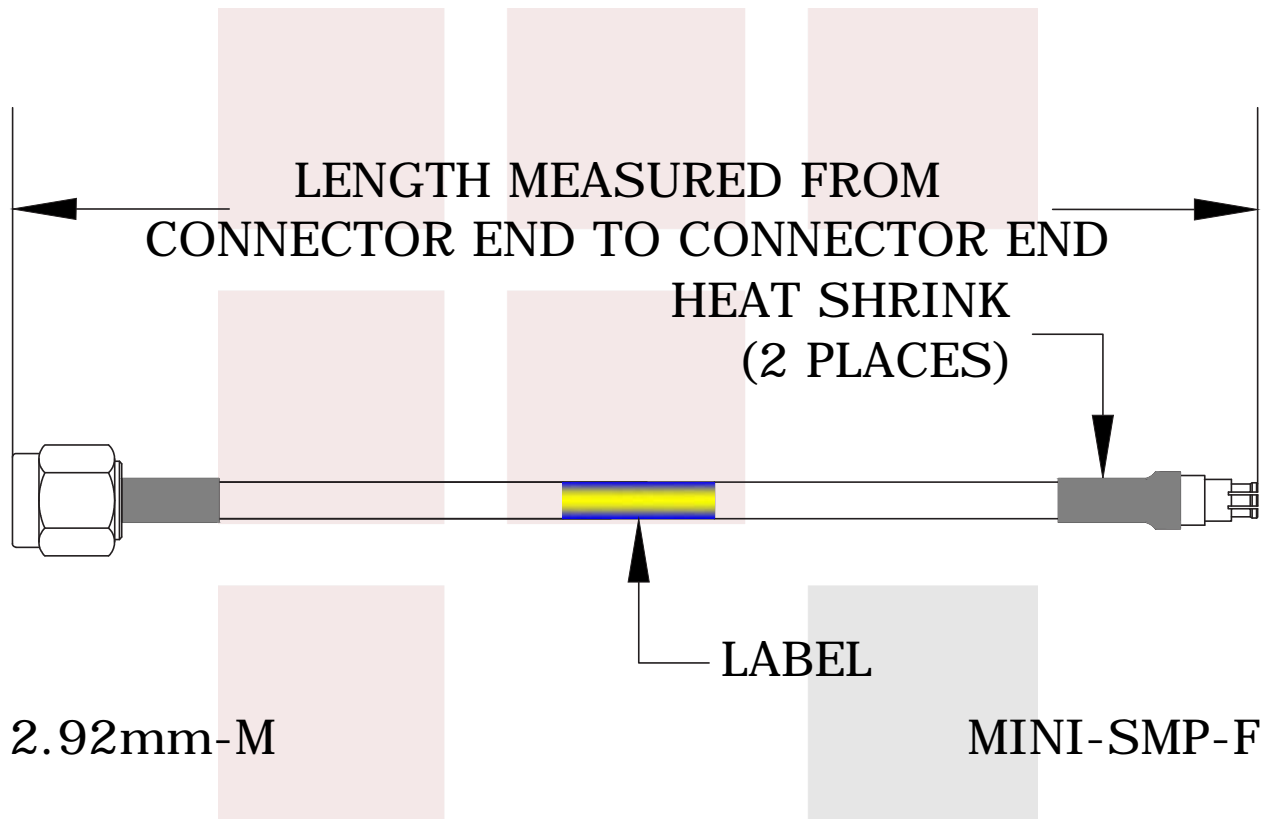 LENGTH MEASURED FROM
CONNECTOR END TO CONNECTOR END
HEAT SHRINK
(2 PLACES)
LABEL
2.92mm-M
MINI-SMP-F